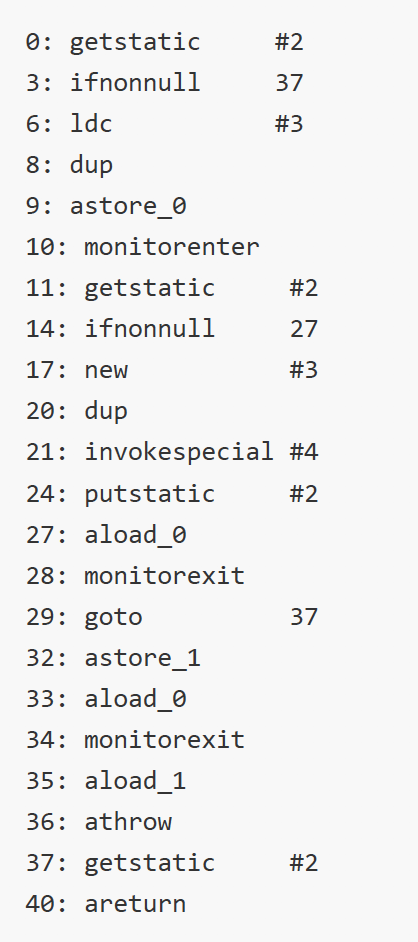 0: getstatic #2
3: ifnonnull 37
6: ldc #3
8: dup
9: astore_0
10: monitorenter
11: getstatic #2
14: ifnonnull 27
17: new #3
20: dup
21: invokespecial #4
24: putstatic #2
27: aload_0
28: monitorexit
29: goto 37
32: astore_1
33: aload_0
34: monitorexit
35: aload_1
36: athrow
37: getstatic #2
40: areturn